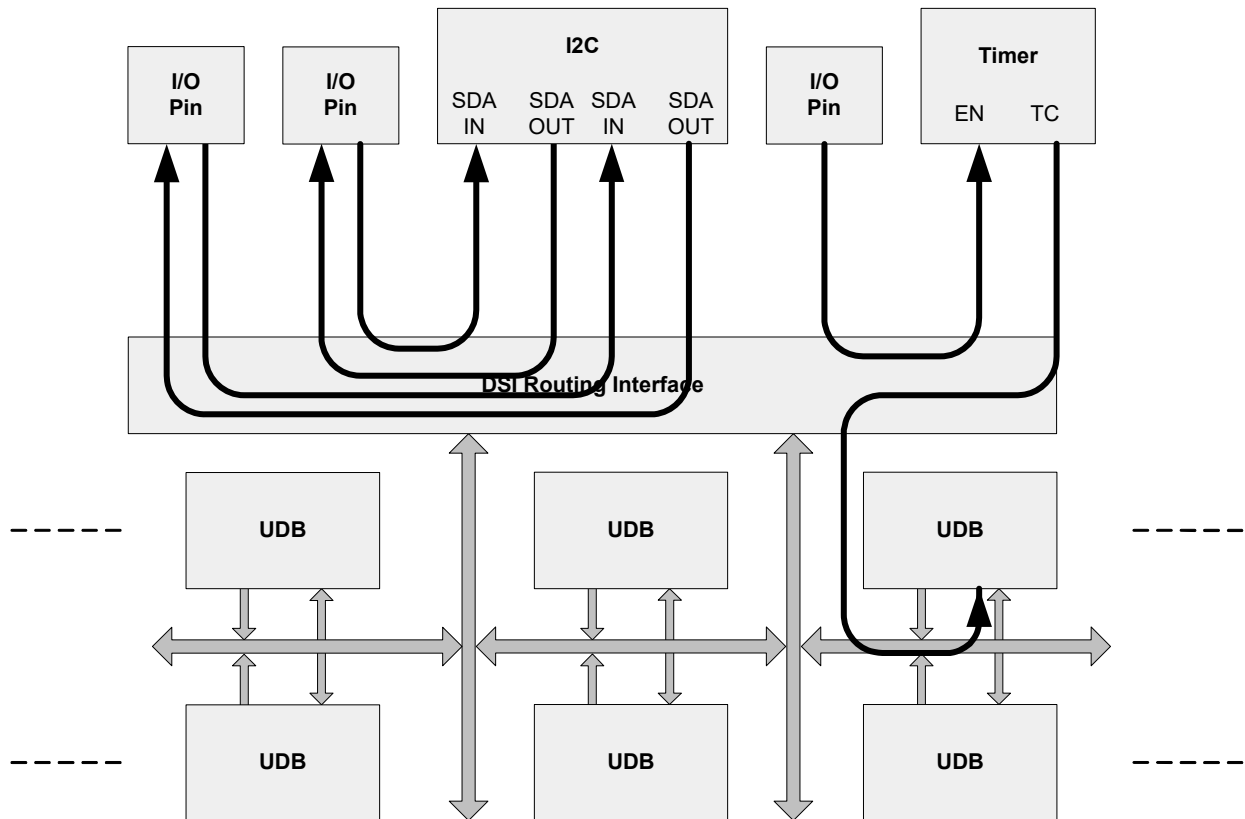 I/O
Pin
I/O
Pin
I2C
SDA
IN
SDA
OUT
SDA
IN
SDA
OUT
I/O
Pin
Timer
EN
TC
DSI Routing Interface
UDB
UDB
UDB
UDB
UDB
UDB